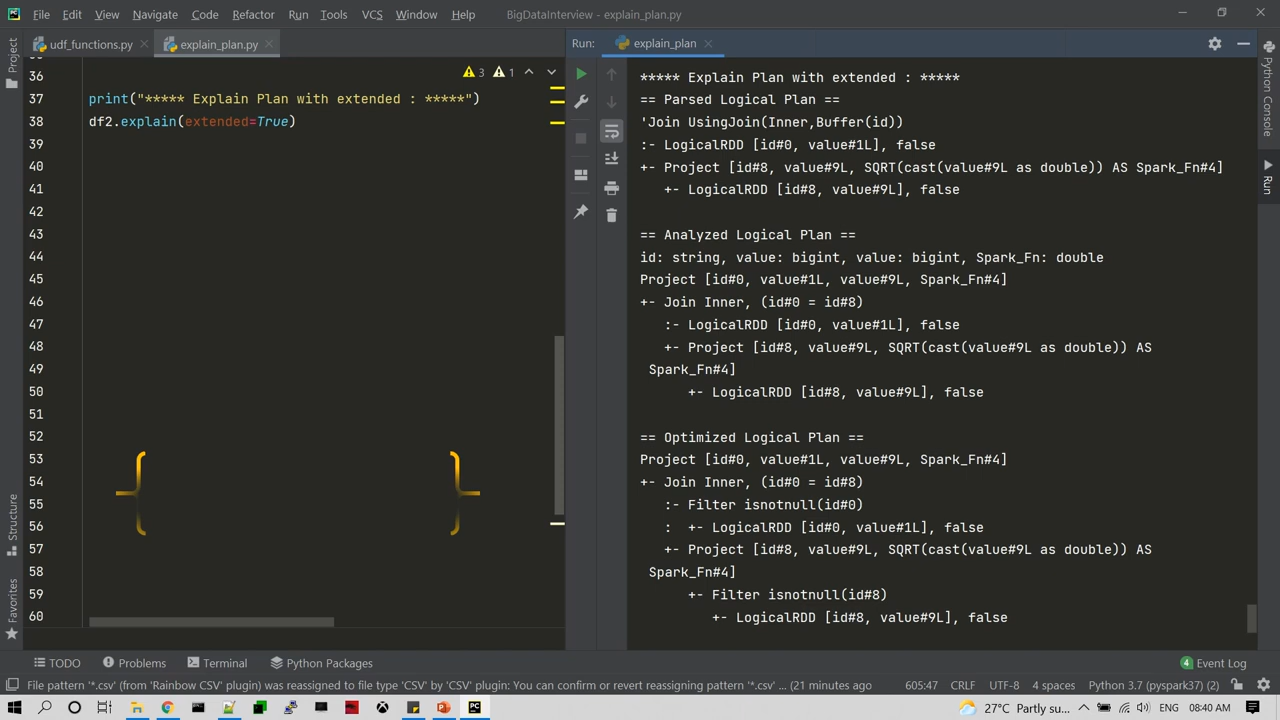 File Edit View Navigate Code Refactor Run Tools VCS Window Help BigDataInterview - explain_plan.py
udf_functions.py explain_plan.py Run: explain_plan
Project
Structure
Favorites
Python Console
Run
3 1
36
37 print("***** Explain Plan with extended : *****")
38 df2.explain(extended=True)
39
40
41
42
43
44
45
46
47
48
49
50
51
52
53
54
55
56
57
58
59
60
***** Explain Plan with extended : *****
== Parsed Logical Plan ==
'Join UsingJoin(Inner,Buffer(id))
:- LogicalRDD [id#0, value#1L], false
+- Project [id#8, value#9L, SQRT(cast(value#9L as double)) AS Spark_Fn#4]
+- LogicalRDD [id#8, value#9L], false
== Analyzed Logical Plan ==
id: string, value: bigint, value: bigint, Spark_Fn: double
Project [id#0, value#1L, value#9L, Spark_Fn#4]
+- Join Inner, (id#0 = id#8)
:- LogicalRDD [id#0, value#1L], false
+- Project [id#8, value#9L, SQRT(cast(value#9L as double)) AS
Spark_Fn#4]
+- LogicalRDD [id#8, value#9L], false
== Optimized Logical Plan ==
Project [id#0, value#1L, value#9L, Spark_Fn#4]
+- Join Inner, (id#0 = id#8)
:- Filter isnotnull(id#0)
: +- LogicalRDD [id#0, value#1L], false
+- Project [id#8, value#9L, SQRT(cast(value#9L as double)) AS
Spark_Fn#4]
+- Filter isnotnull(id#8)
+- LogicalRDD [id#8, value#9L], false
TODO Problems Terminal Python Packages 4 Event Log
File pattern '*.csv' (from 'Rainbow CSV' plugin) was reassigned to file type 'CSV' by 'CSV' plugin: You can confirm or revert reassigning pattern '*.csv' ... (21 minutes ago) 605:47 CRLF UTF-8 4 spaces Python 3.7 (pyspark37) (2)
27°C Partly su... ENG 08:40 AM